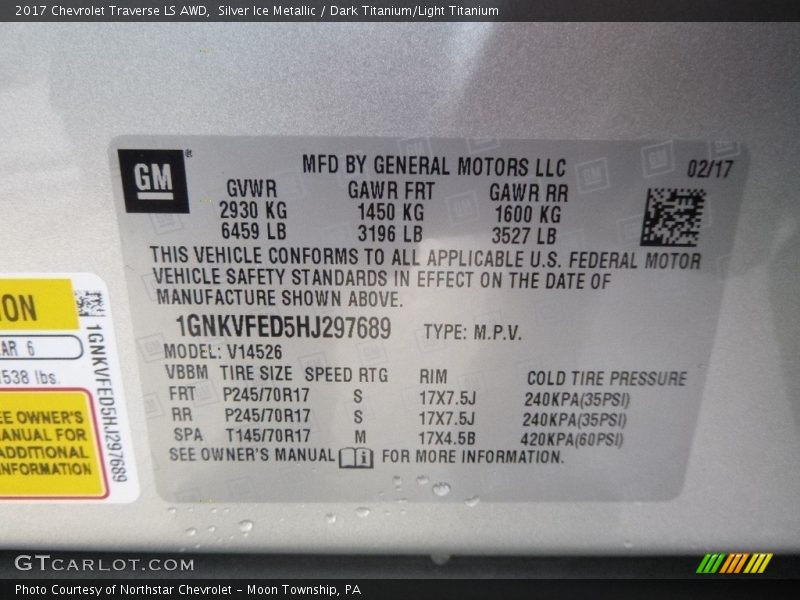 2017 Chevrolet Traverse LS AWD, Silver Ice Metallic / Dark Titanium/Light Titanium
GM®
MFD BY GENERAL MOTORS LLC 02/17
GVWR GAWR FRT GAWR RR
2930 KG 1450 KG 1600 KG
6459 LB 3196 LB 3527 LB
THIS VEHICLE CONFORMS TO ALL APPLICABLE U.S. FEDERAL MOTOR
VEHICLE SAFETY STANDARDS IN EFFECT ON THE DATE OF
MANUFACTURE SHOWN ABOVE.
1GNKVFED5HJ297689 TYPE: M.P.V.
MODEL: V14526
VBBM TIRE SIZE SPEED RTG RIM COLD TIRE PRESSURE
FRT P245/70R17 S 17X7.5J 240KPA(35PSI)
RR P245/70R17 S 17X7.5J 240KPA(35PSI)
SPA T145/70R17 M 17X4.5B 420KPA(60PSI)
SEE OWNER'S MANUAL FOR MORE INFORMATION.
ION
AR 6
1538 lbs.
EE OWNER'S
ANUAL FOR
ADDITIONAL
INFORMATION
1GNKVFED5HJ297689
GTCARLOT.COM
Photo Courtesy of Northstar Chevrolet - Moon Township, PA